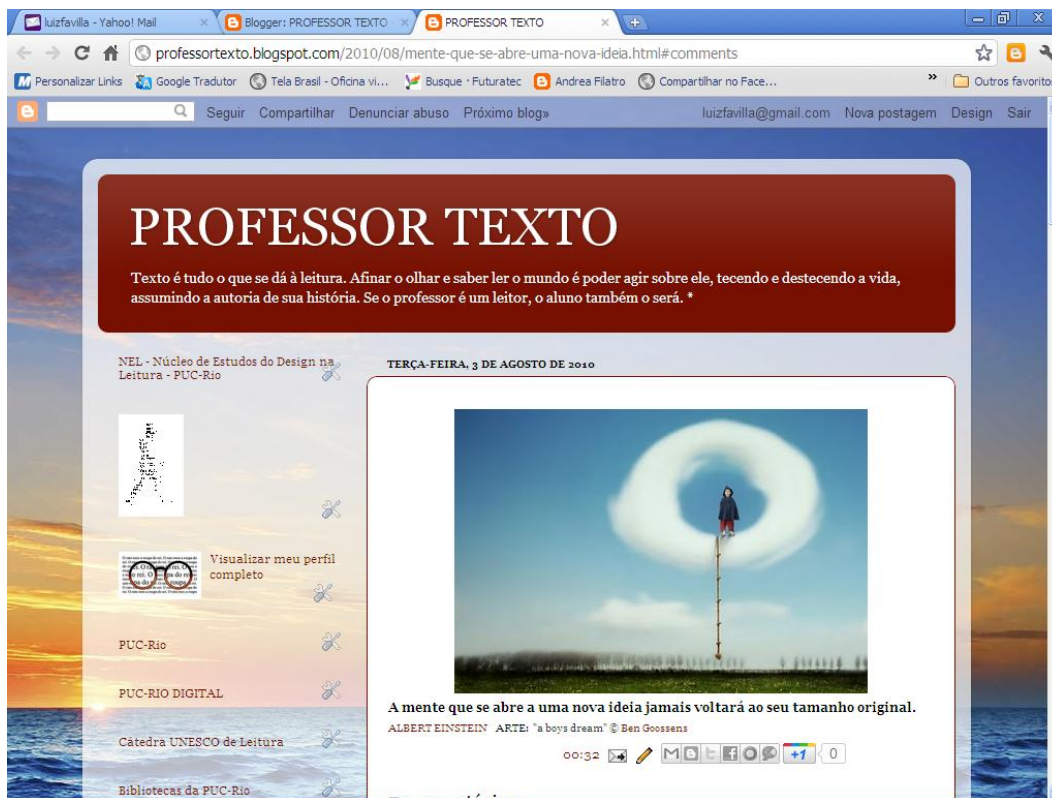 luizfavilla - Yahoo! Mail
Blogger: PROFESSOR TEXTO
PROFESSOR TEXTO
professortexto.blogspot.com/2010/08/mente-que-se-abre-uma-nova-ideia.html#comments
Personalizar Links
Google Tradutor
Tela Brasil - Oficina vi...
Busque · Futuratec
Andrea Filatro
Compartilhar no Face...
»
Outros favorito
Seguir
Compartilhar
Denunciar abuso
Próximo blog»
luizfavilla@gmail.com
Nova postagem
Design
Sair
PROFESSOR TEXTO
Texto é tudo o que se dá à leitura. Afinar o olhar e saber ler o mundo é poder agir sobre ele, tecendo e destecendo a vida,
assumindo a autoria de sua história. Se o professor é um leitor, o aluno também o será. *
NEL - Núcleo de Estudos do Design na
Leitura - PUC-Rio
Visualizar meu perfil
completo
PUC-Rio
PUC-RIO DIGITAL
Cátedra UNESCO de Leitura
Bibliotecas da PUC-Rio
TERÇA-FEIRA, 3 DE AGOSTO DE 2010
A mente que se abre a uma nova ideia jamais voltará ao seu tamanho original.
ALBERT EINSTEIN ARTE: "a boys dream" © Ben Goossens
00:32
+1
0